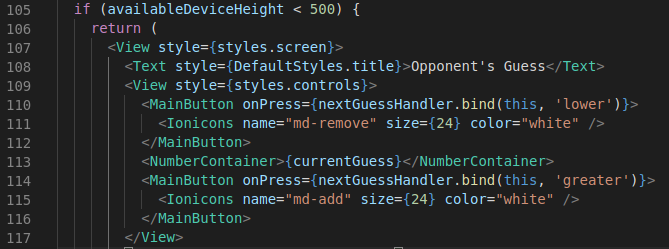 105 if (availableDeviceHeight < 500) {
106 return (
107 <View style={styles.screen}>
108 <Text style={DefaultStyles.title}>Opponent's Guess</Text>
109 <View style={styles.controls}>
110 <MainButton onPress={nextGuessHandler.bind(this, 'lower')}>
111 <Ionicons name="md-remove" size={24} color="white" />
112 </MainButton>
113 <NumberContainer>{currentGuess}</NumberContainer>
114 <MainButton onPress={nextGuessHandler.bind(this, 'greater')}>
115 <Ionicons name="md-add" size={24} color="white" />
116 </MainButton>
117 </View>